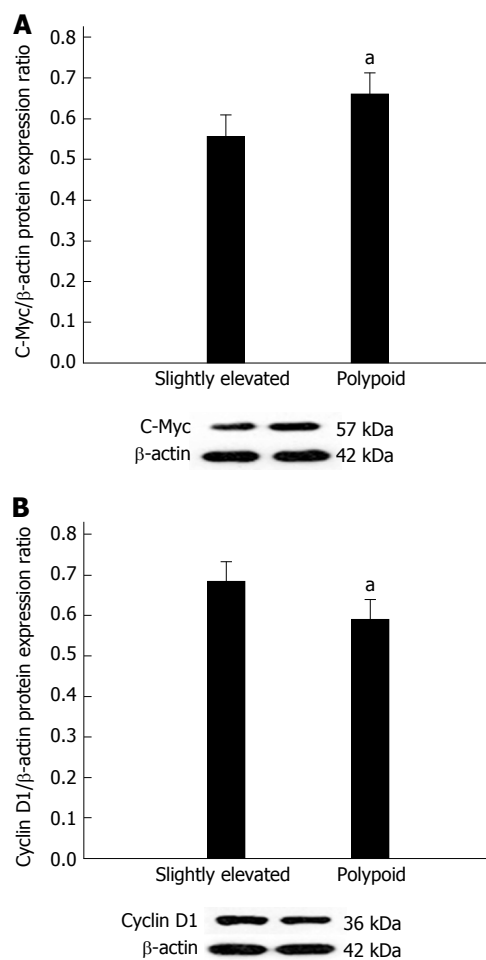 A
C-Myc/β-actin protein expression ratio
0.8
0.7
0.6
0.5
0.4
0.3
0.2
0.1
0.0
a
Slightly elevated Polypoid
C-Myc 57 kDa
β-actin 42 kDa
B
Cyclin D1/β-actin protein expression ratio
0.8
0.7
0.6
0.5
0.4
0.3
0.2
0.1
0.0
a
Slightly elevated Polypoid
Cyclin D1 36 kDa
β-actin 42 kDa